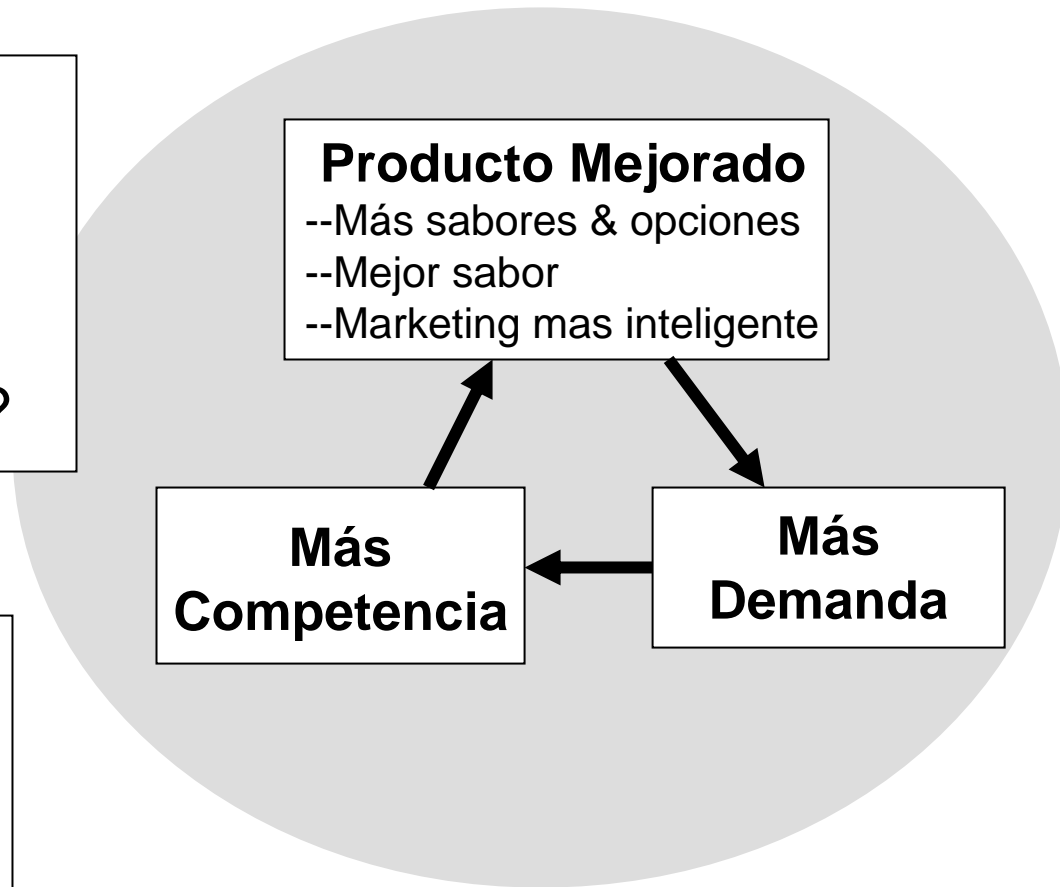 Producto Mejorado
--Más sabores & opciones
--Mejor sabor
--Marketing mas inteligente
Más
Competencia
Más
Demanda